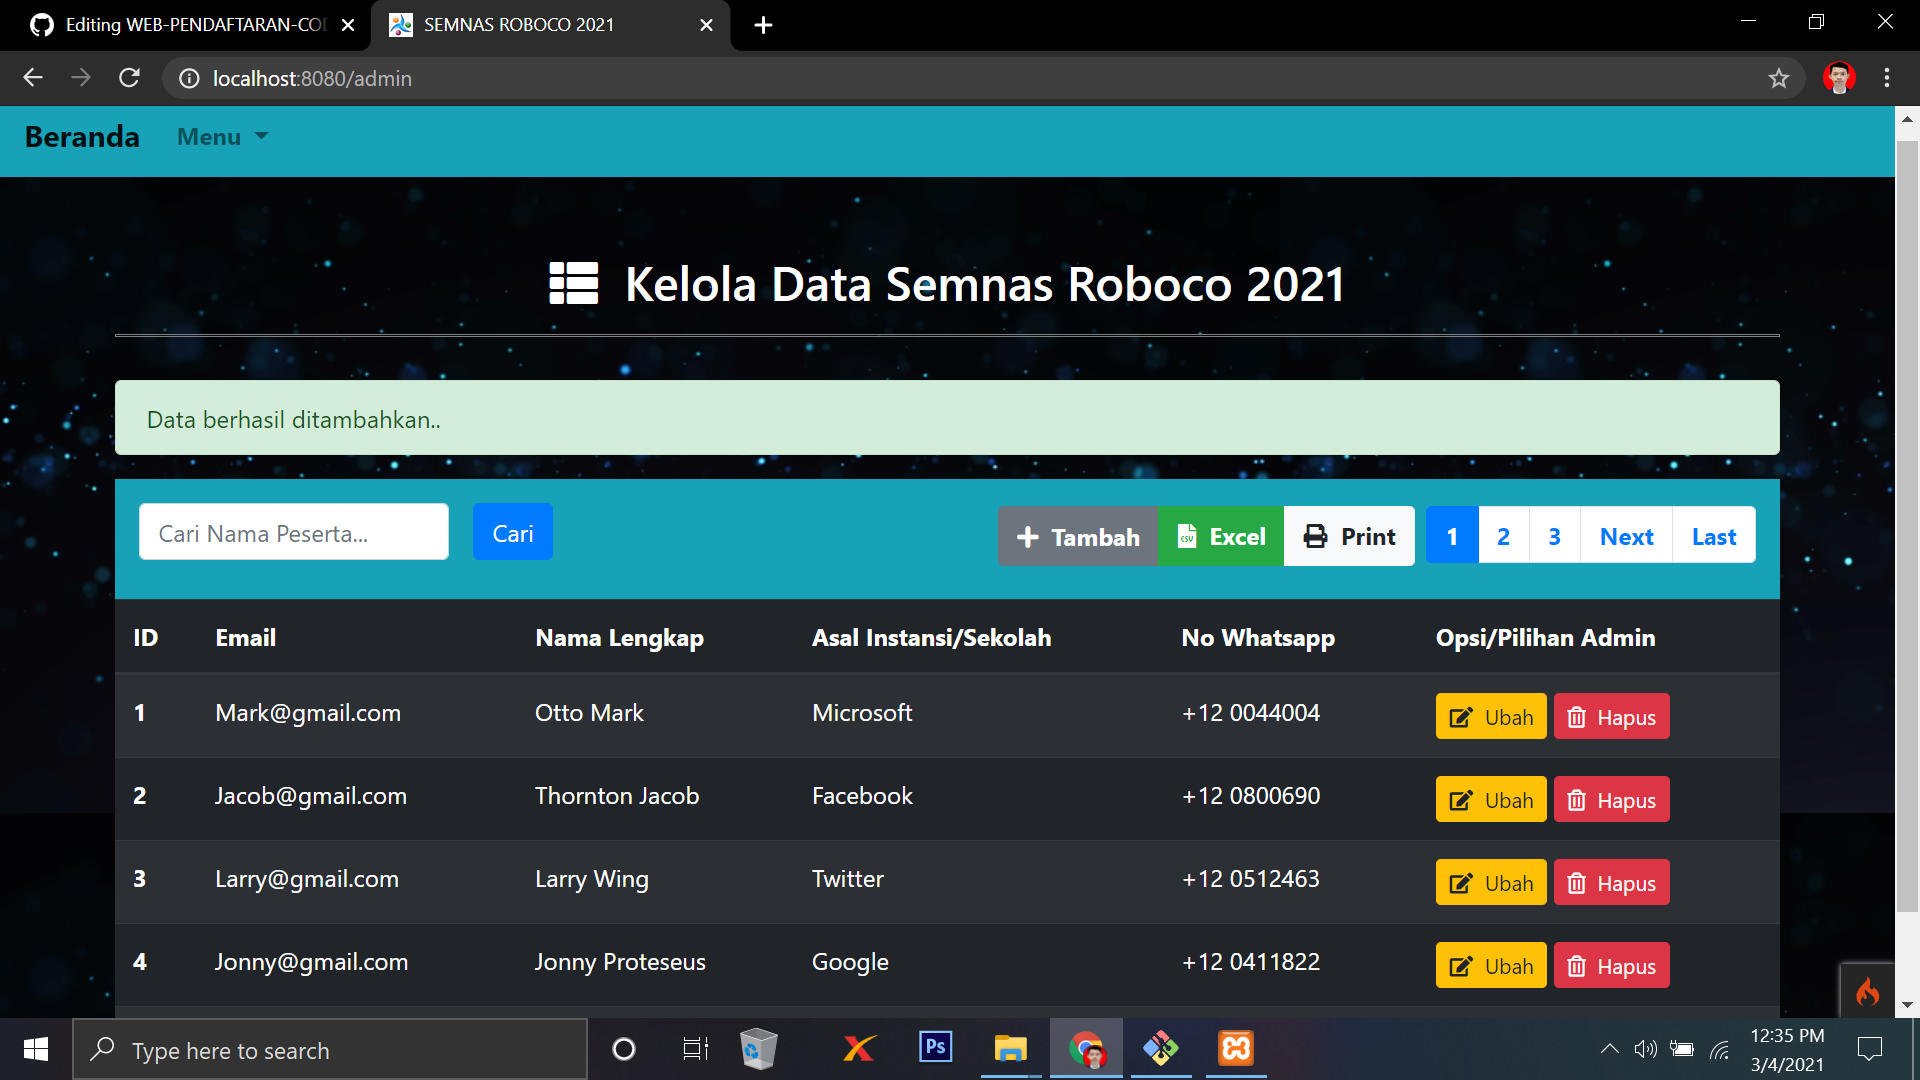 Editing WEB-PENDAFTARAN-COD
SEMNAS ROBOCO 2021
localhost:8080/admin
Beranda Menu
Kelola Data Semnas Roboco 2021
Data berhasil ditambahkan..
Cari Nama Peserta... Cari Tambah CSV Excel Print 1 2 3 Next Last
ID Email Nama Lengkap Asal Instansi/Sekolah No Whatsapp Opsi/Pilihan Admin
1 Mark@gmail.com Otto Mark Microsoft +12 0044004 Ubah Hapus
2 Jacob@gmail.com Thornton Jacob Facebook +12 0800690 Ubah Hapus
3 Larry@gmail.com Larry Wing Twitter +12 0512463 Ubah Hapus
4 Jonny@gmail.com Jonny Proteseus Google +12 0411822 Ubah Hapus
Type here to search
Ps
12:35 PM
3/4/2021